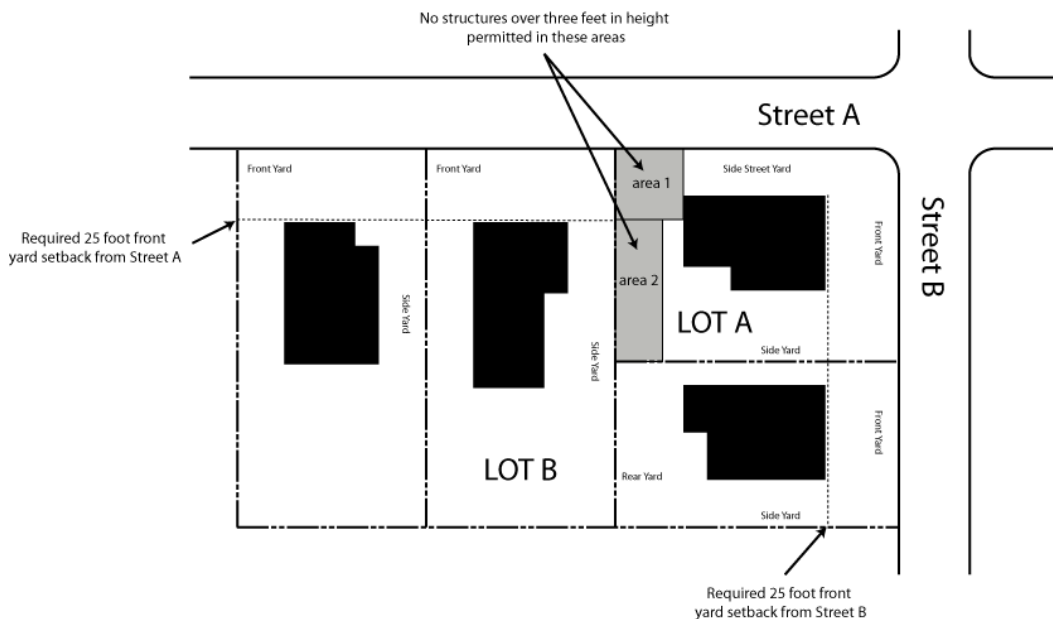 No structures over three feet in height
permitted in these areas
Street A
Front Yard
Front Yard
area 1
Side Street Yard
Required 25 foot front
yard setback from Street A
Front Yard
Street B
area 2
Side Yard
LOT A
Side Yard
Side Yard
Front Yard
LOT B
Rear Yard
Side Yard
Required 25 foot front
yard setback from Street B